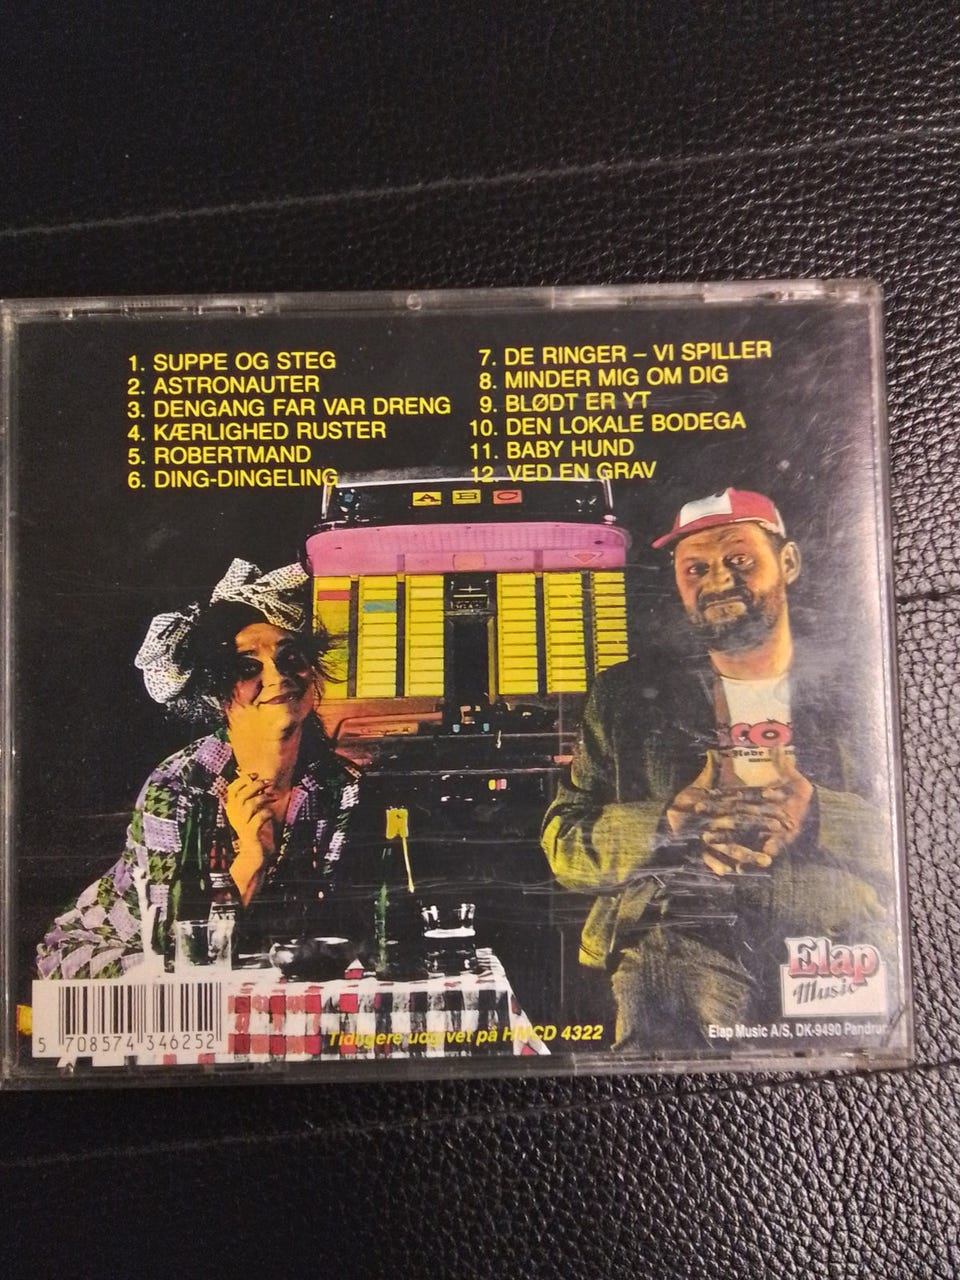 1. SUPPE OG STEG
2. ASTRONAUTER
3. DENGANG FAR VAR DRENG
4. KÆRLIGHED RUSTER
5. ROBERTMAND
6. DING-DINGELING
7. DE RINGER – VI SPILLER
8. MINDER MIG OM DIG
9. BLØDT ER YT
10. DEN LOKALE BODEGA
11. BABY HUND
12. VED EN GRAV
A B C
Elap
Music
Elap Music A/S, DK-9490 Pandrup
Tidligere udgivet på HMCD 4322
5 708574 346252